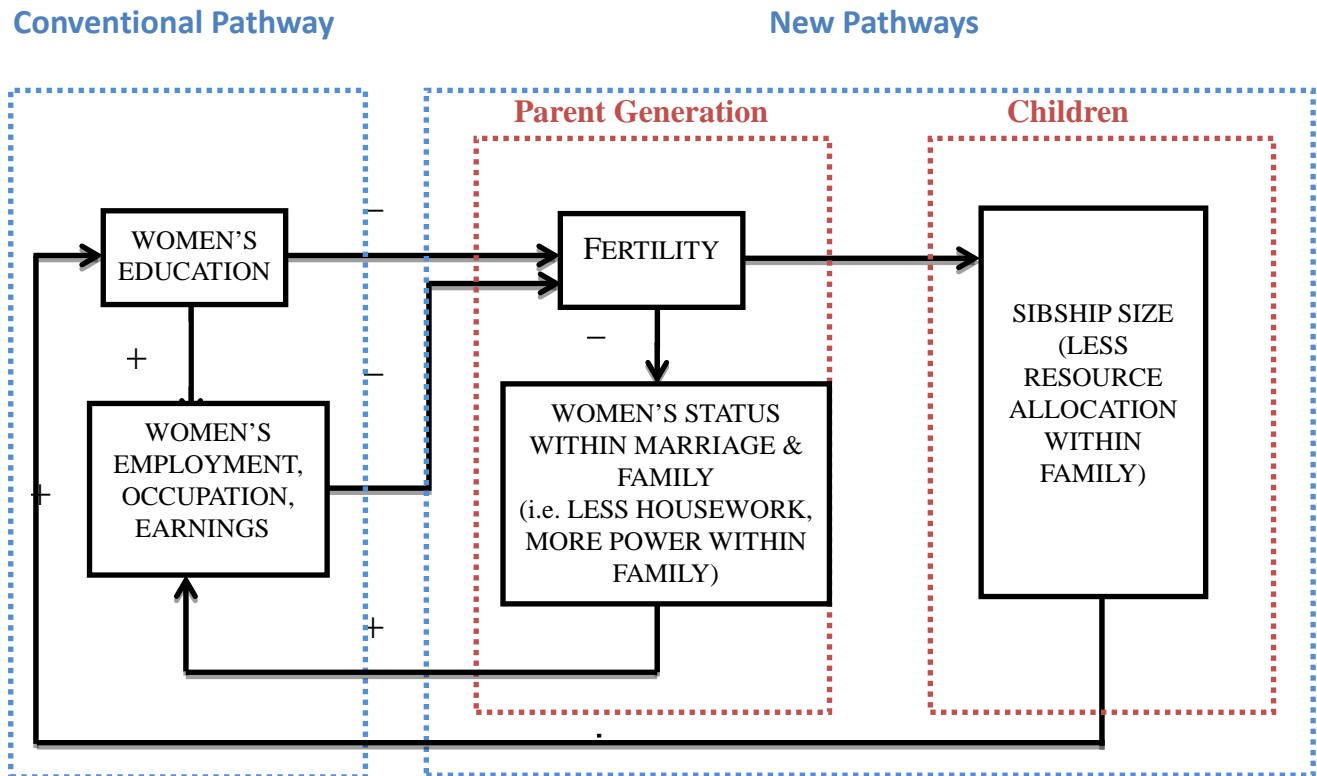 Conventional Pathway
New Pathways
Parent Generation
Children
–
WOMEN'S
EDUCATION
FERTILITY
SIBSHIP SIZE
(LESS
RESOURCE
ALLOCATION
WITHIN
FAMILY)
+
–
–
WOMEN'S
EMPLOYMENT,
OCCUPATION,
EARNINGS
WOMEN'S STATUS
WITHIN MARRIAGE &
FAMILY
(i.e. LESS HOUSEWORK,
MORE POWER WITHIN
FAMILY)
+
+
.